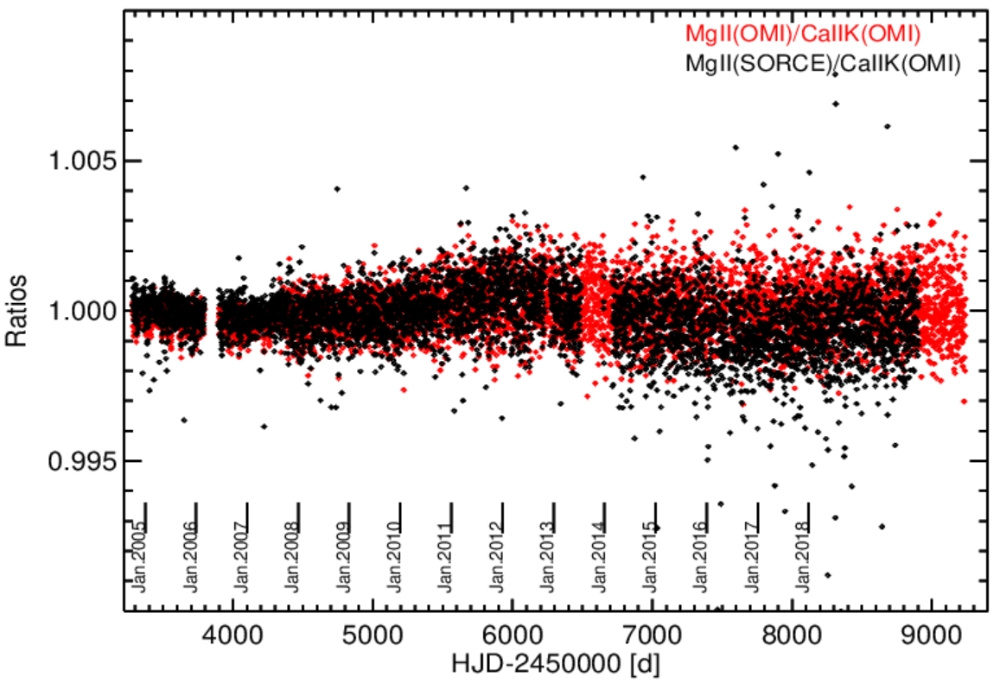 MgII(OMI)/CaIIK(OMI)
MgII(SORCE)/CaIIK(OMI)
Ratios
1.005
1.000
0.995
Jan.2005
Jan.2006
Jan.2007
Jan.2008
Jan.2009
Jan.2010
Jan.2011
Jan.2012
Jan.2013
Jan.2014
Jan.2015
Jan.2016
Jan.2017
Jan.2018
4000
5000
6000
7000
8000
9000
HJD-2450000 [d]